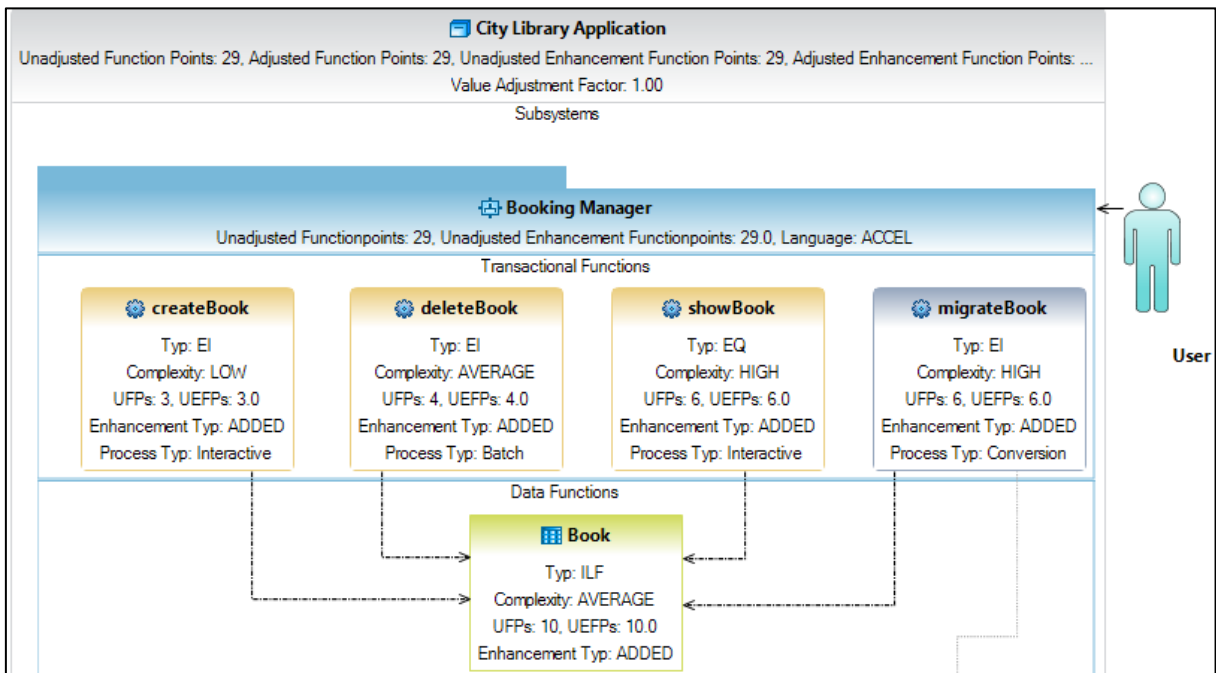 City Library Application
Unadjusted Function Points: 29, Adjusted Function Points: 29, Unadjusted Enhancement Function Points: 29, Adjusted Enhancement Function Points: ...
Value Adjustment Factor: 1.00
Subsystems
Booking Manager
Unadjusted Functionpoints: 29, Unadjusted Enhancement Functionpoints: 29.0, Language: ACCEL
Transactional Functions
createBook
Typ: EI
Complexity: LOW
UFPs: 3, UEFPs: 3.0
Enhancement Typ: ADDED
Process Typ: Interactive
deleteBook
Typ: EI
Complexity: AVERAGE
UFPs: 4, UEFPs: 4.0
Enhancement Typ: ADDED
Process Typ: Batch
showBook
Typ: EQ
Complexity: HIGH
UFPs: 6, UEFPs: 6.0
Enhancement Typ: ADDED
Process Typ: Interactive
migrateBook
Typ: EI
Complexity: HIGH
UFPs: 6, UEFPs: 6.0
Enhancement Typ: ADDED
Process Typ: Conversion
User
Data Functions
Book
Typ: ILF
Complexity: AVERAGE
UFPs: 10, UEFPs: 10.0
Enhancement Typ: ADDED